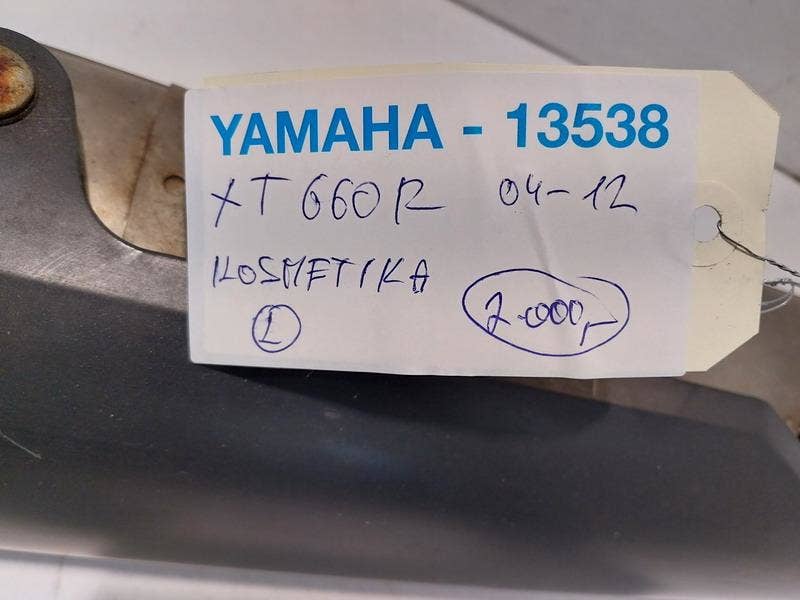 YAMAHA - 13538
XT 660R 04-12
KOSMETIKA
L 2.000,-